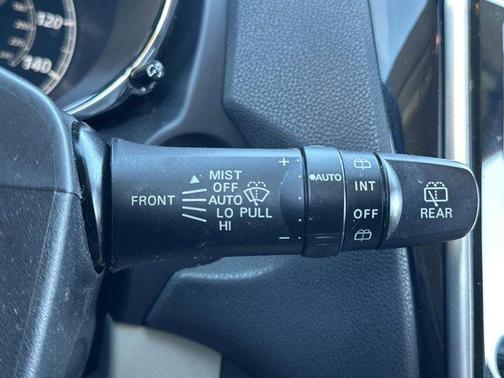 120
140
MIST
OFF
FRONT AUTO
LO PULL
HI
+
-
●AUTO
INT
OFF
REAR